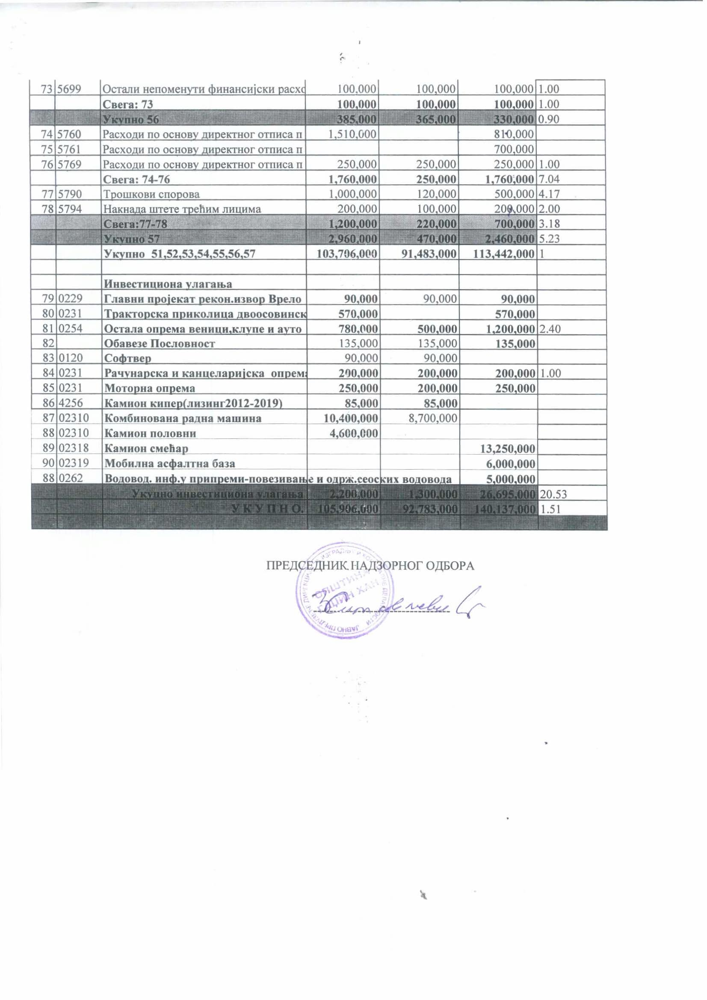 73 5699 Остали непоменути финансијски расхо 100,000 100,000 100,000 1.00
Свега: 73 100,000 100,000 100,000 1.00
Укупно 56 385,000 365,000 330,000 0.90
74 5760 Расходи по основу директног отписа п 1,510,000 810,000
75 5761 Расходи по основу директног отписа п 700,000
76 5769 Расходи по основу директног отписа п 250,000 250,000 250,000 1.00
Свега: 74-76 1,760,000 250,000 1,760,000 7.04
77 5790 Трошкови спорова 1,000,000 120,000 500,000 4.17
78 5794 Накнада штете трећим лицима 200,000 100,000 200,000 2.00
Свега:77-78 1,200,000 220,000 700,000 3.18
Укупно 57 2,960,000 470,000 2,460,000 5.23
Укупно 51,52,53,54,55,56,57 103,706,000 91,483,000 113,442,000 1
Инвестициона улагања
79 0229 Главни пројекат рекон.извор Врело 90,000 90,000 90,000
80 0231 Тракторска приколица двоосовинск 570,000 570,000
81 0254 Остала опрема веници,клупе и ауто 780,000 500,000 1,200,000 2.40
82 Обавезе Пословност 135,000 135,000 135,000
83 0120 Софтвер 90,000 90,000
84 0231 Рачунарска и канцеларијска опрема 200,000 200,000 200,000 1.00
85 0231 Моторна опрема 250,000 200,000 250,000
86 4256 Камион кипер(лизинг2012-2019) 85,000 85,000
87 02310 Комбинована радна машина 10,400,000 8,700,000
88 02310 Камион половни 4,600,000
89 02318 Камион смећар 13,250,000
90 02319 Мобилна асфалтна база 6,000,000
88 0262 Водовод. инф.у припреми-повезивање и одрж.сеоских водовода 5,000,000
Укупно инвестициона улагања 2,200,000 1,300,000 26,695,000 20.53
У К У П Н О. 105,906,000 92,783,000 140,137,000 1.51
ПРЕДСЕДНИК НАДЗОРНОГ ОДБОРА
ОПШТИНА
ГАЏИН ХАН